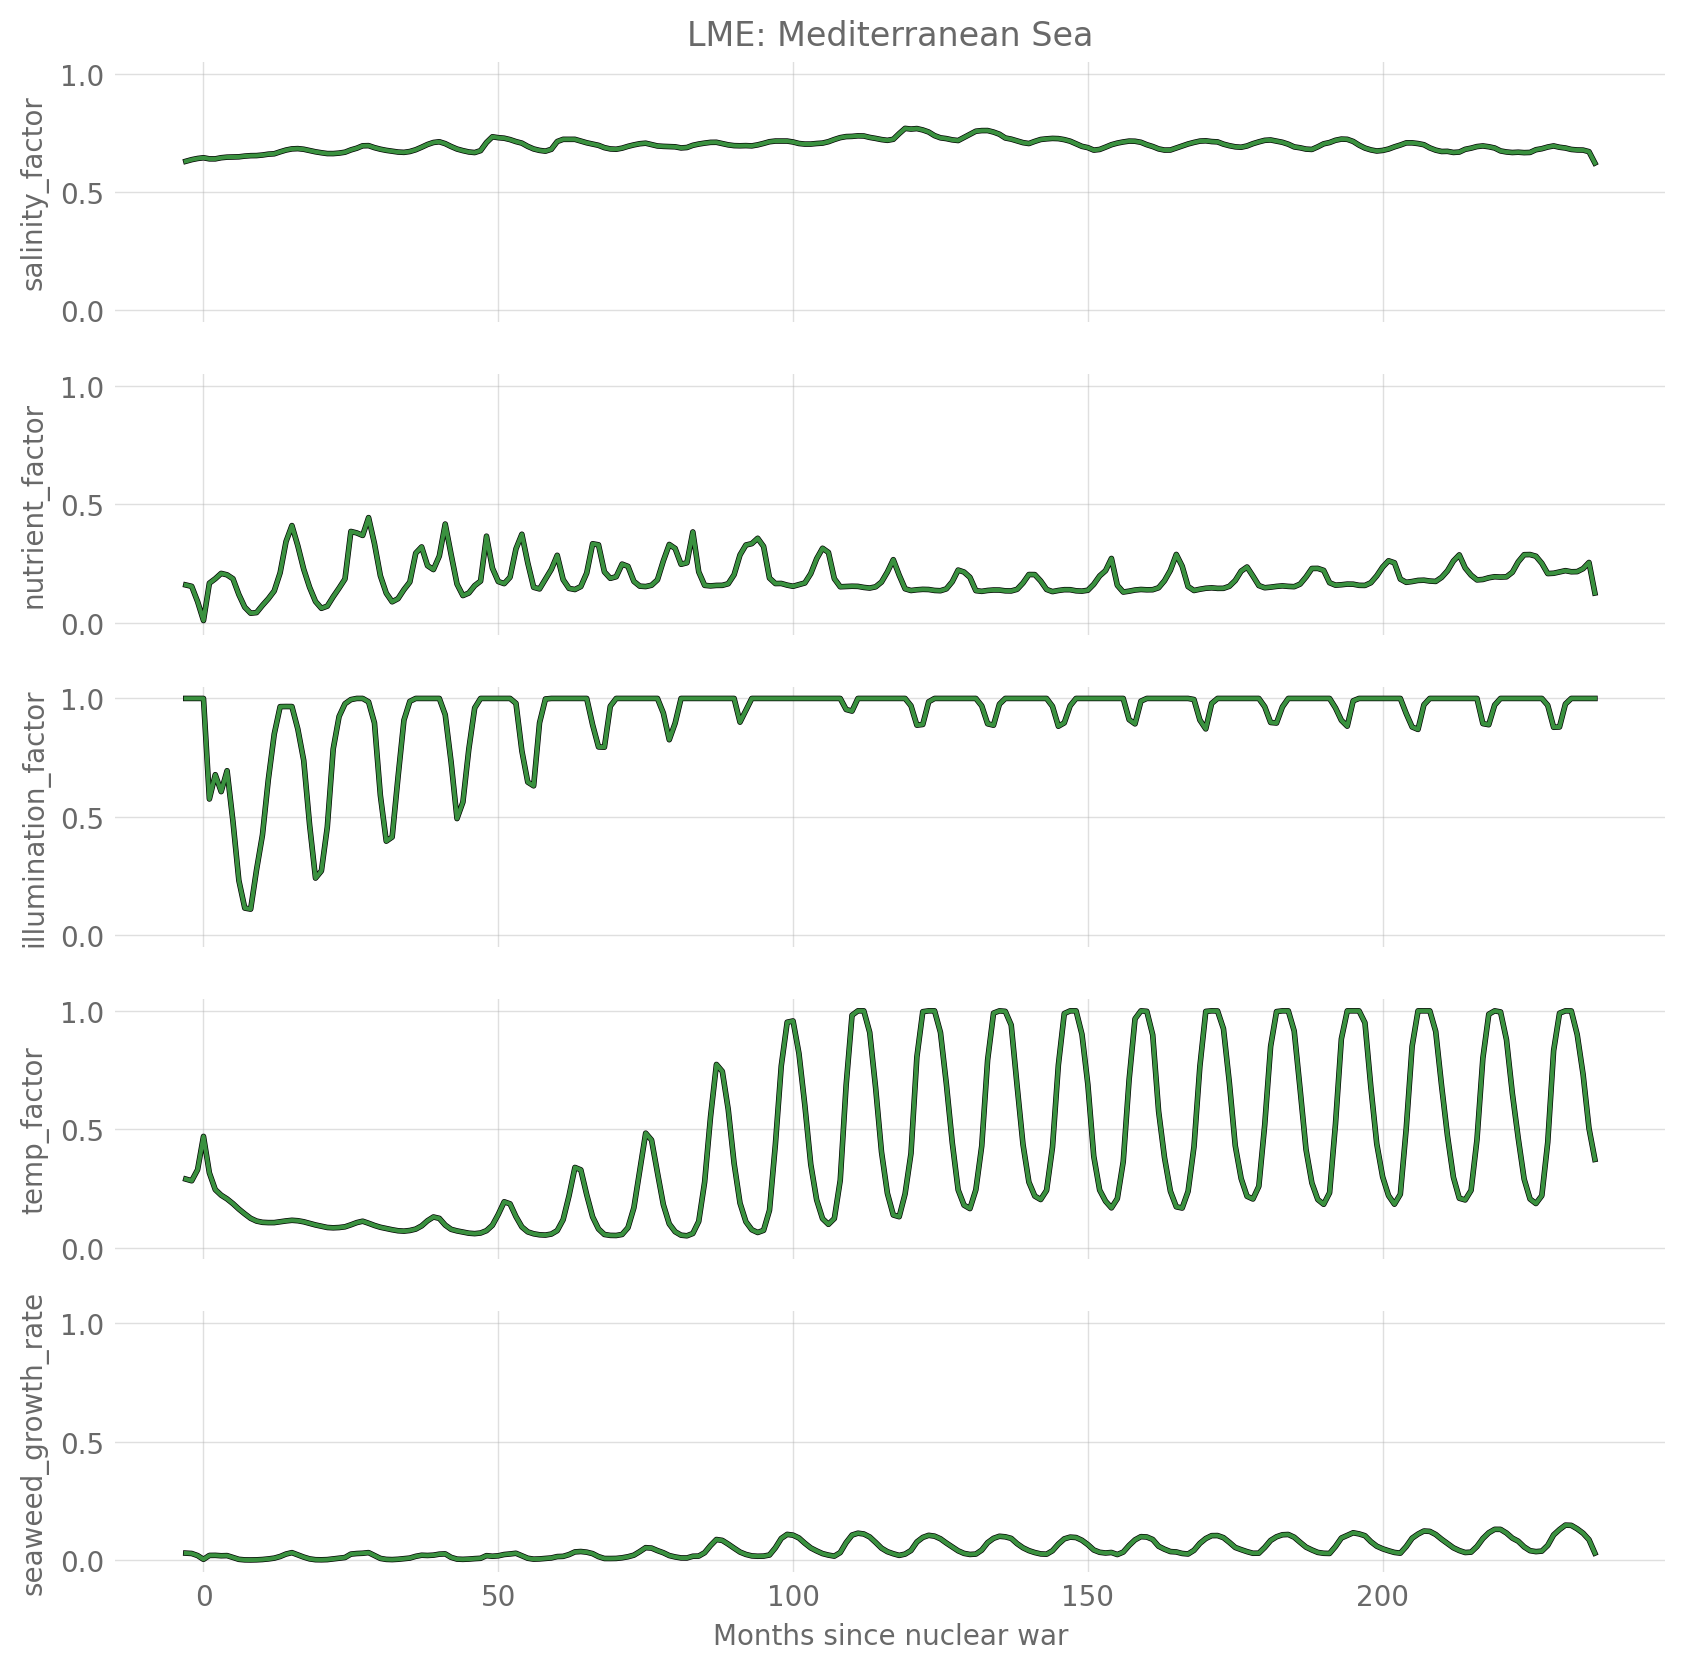 LME: Mediterranean Sea
1.0
0.5
0.0
salinity_factor
1.0
0.5
0.0
nutrient_factor
1.0
0.5
0.0
illumination_factor
1.0
0.5
0.0
temp_factor
1.0
0.5
0.0
seaweed_growth_rate
0 50 100 150 200
Months since nuclear war